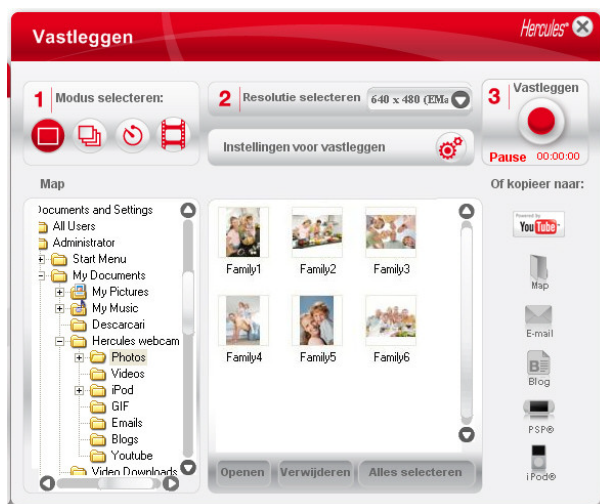 Vastleggen
Hercules
1 Modus selecteren:
2 Resolutie selecteren 640 x 480 (EMa
3 Vastleggen
Instellingen voor vastleggen
Pause 00:00:00
Map
Of kopieer naar:
ocuments and Settings
All Users
Administrator
Start Menu
My Documents
My Pictures
My Music
Descarcari
Hercules webcam
Photos
Videos
iPod
GIF
Emails
Blogs
Youtube
Video Downloads
Family1 Family2 Family3
Family4 Family5 Family6
Openen Verwijderen Alles selecteren
Powered by
YouTube
Map
E-mail
B
Blog
PSP®
iPod®